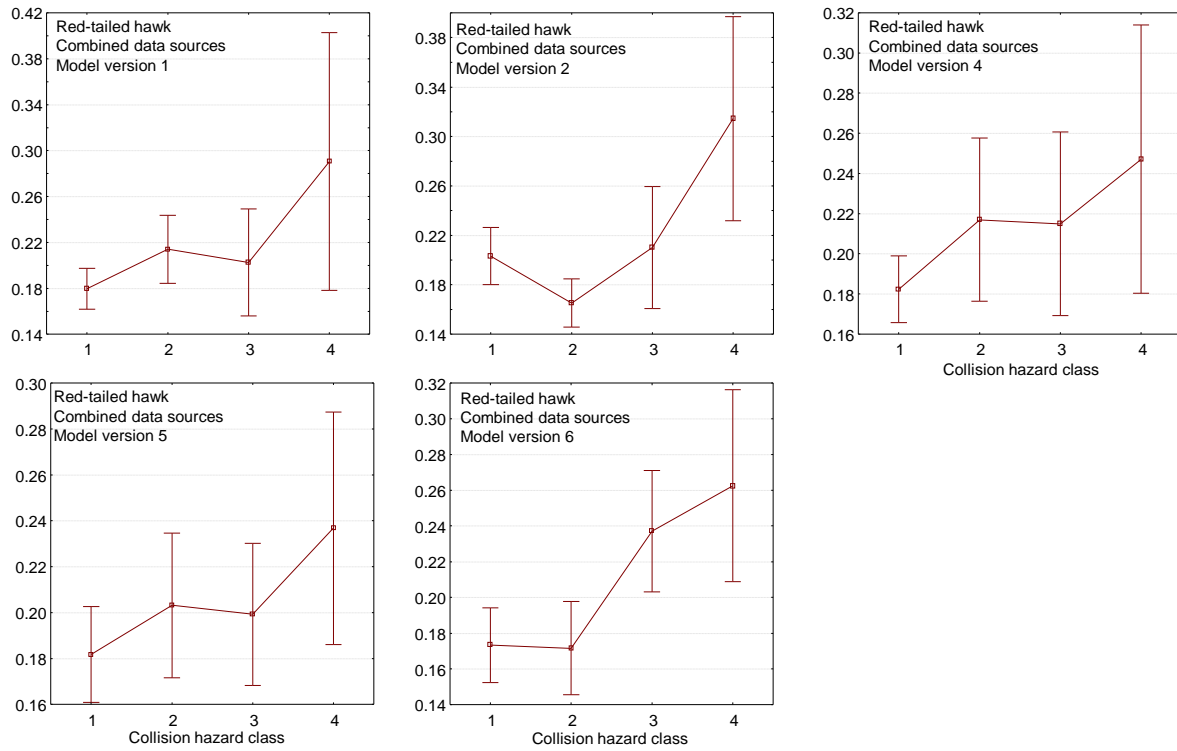 0.42
0.38
0.34
0.30
0.26
0.22
0.18
0.14
Red-tailed hawk
Combined data sources
Model version 1
1 2 3 4
0.38
0.34
0.30
0.26
0.22
0.18
0.14
Red-tailed hawk
Combined data sources
Model version 2
1 2 3 4
0.32
0.30
0.28
0.26
0.24
0.22
0.20
0.18
0.16
Red-tailed hawk
Combined data sources
Model version 4
1 2 3 4
Collision hazard class
0.30
0.28
0.26
0.24
0.22
0.20
0.18
0.16
Red-tailed hawk
Combined data sources
Model version 5
1 2 3 4
Collision hazard class
0.32
0.30
0.28
0.26
0.24
0.22
0.20
0.18
0.16
0.14
Red-tailed hawk
Combined data sources
Model version 6
1 2 3 4
Collision hazard class